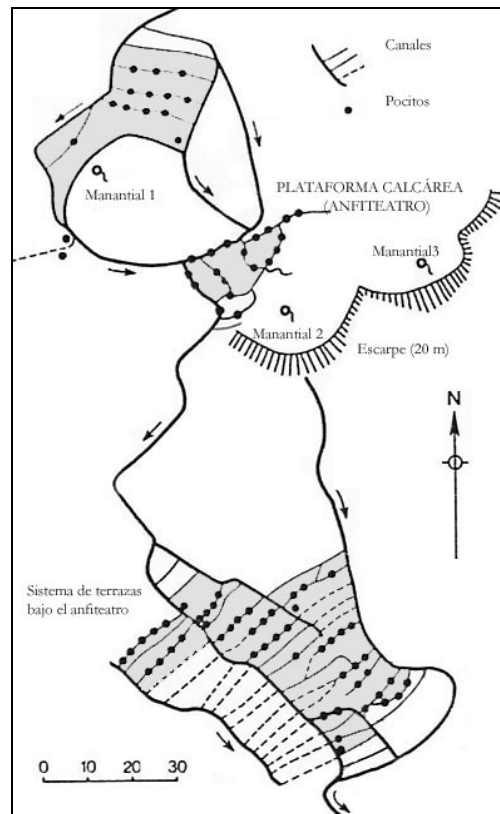 Canales
Pocitos
PLATAFORMA CALCÁREA
(ANFITEATRO)
Manantial 1
Manantial3
Manantial 2
Escarpe (20 m)
N
Sistema de terrazas
bajo el anfiteatro
0 10 20 30